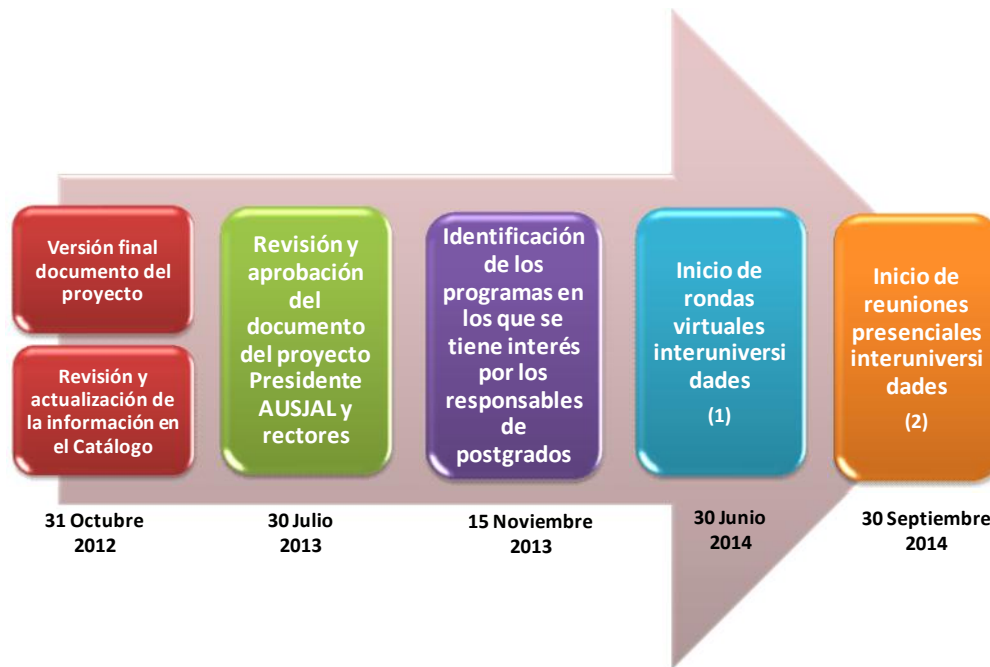 Versión final
documento del
proyecto
Revisión y
actualización de
la información en
el Catálogo
31 Octubre
2012
Revisión y
aprobación
del
documento
del proyecto
Presidente
AUSJAL y
rectores
30 Julio
2013
Identificación
de los
programas en
los que se
tiene interés
por los
responsables
de
postgrados
15 Noviembre
2013
Inicio de
rondas
virtuales
interuniversi
dades
(1)
30 Junio
2014
Inicio de
reuniones
presenciales
interuniversi
dades
(2)
30 Septiembre
2014